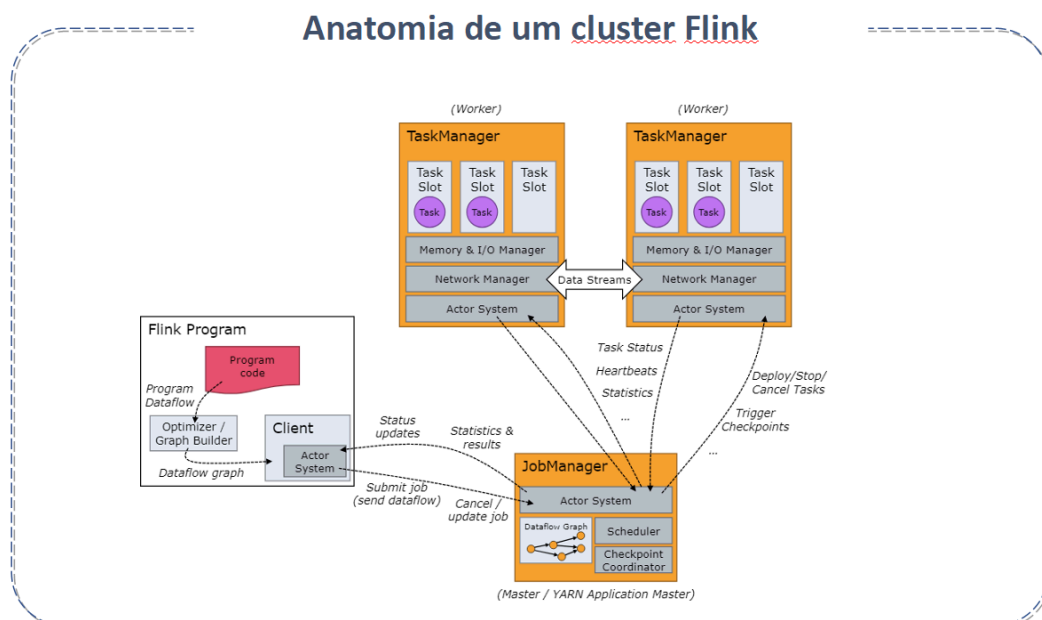 Anatomia de um cluster Flink
(Worker)
(Worker)
TaskManager
TaskManager
Task
Slot
Task
Slot
Task
Slot
Task
Task
Task
Slot
Task
Slot
Task
Slot
Task
Task
Memory & I/O Manager
Memory & I/O Manager
Network Manager
Data Streams
Network Manager
Actor System
Actor System
Flink Program
Program
code
Program
Dataflow
Optimizer /
Graph Builder
Dataflow graph
Client
Actor
System
Status
updates
Statistics &
results
Submit job
(send dataflow)
Cancel /
update job
Task Status
Heartbeats
Statistics
...
Deploy/Stop/
Cancel Tasks
Trigger
Checkpoints
...
JobManager
Actor System
Dataflow Graph
Scheduler
Checkpoint
Coordinator
(Master / YARN Application Master)